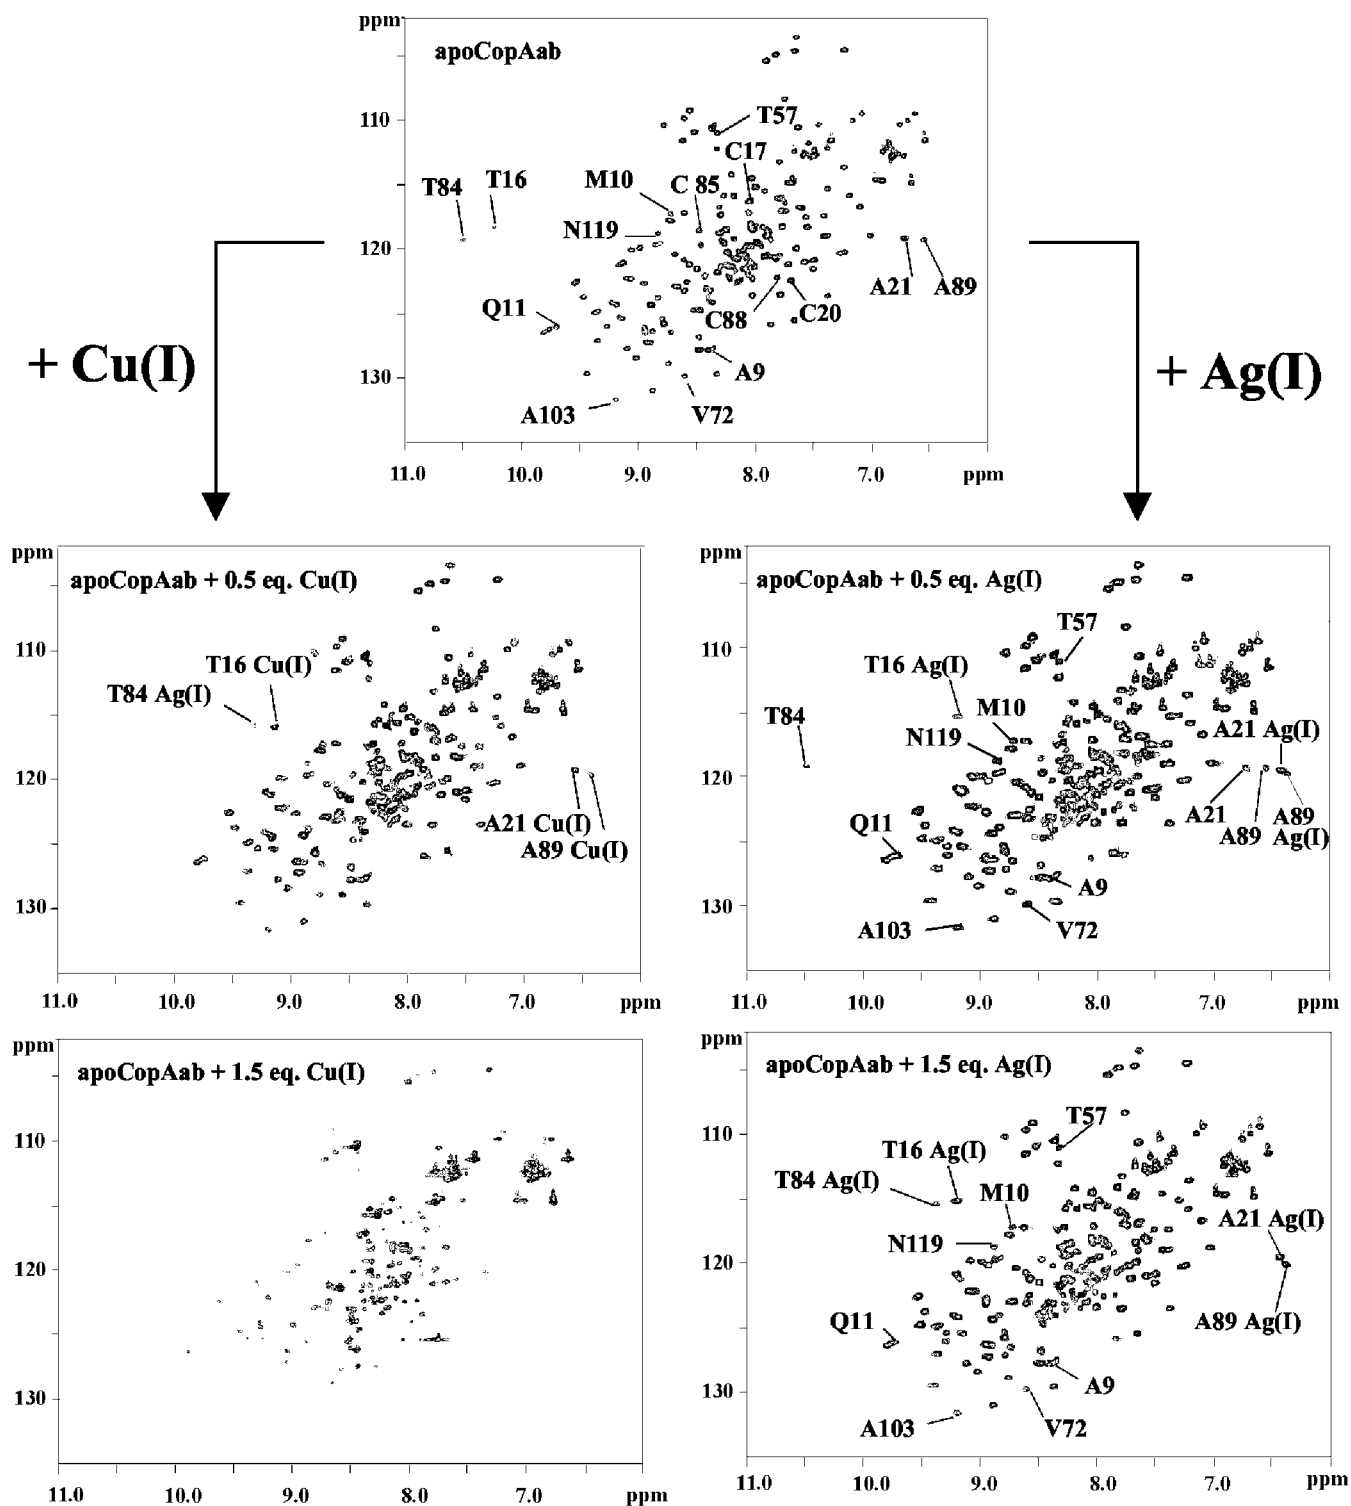 ppm
apoCopAab
110
T57
C17
T84
T16
M10
C 85
N119
120
A21
A89
Q11
C88
C20
+ Cu(I)
+ Ag(I)
130
A9
A103
V72
11.0 10.0 9.0 8.0 7.0 ppm
ppm
apoCopAab + 0.5 eq. Cu(I)
110
T16 Cu(I)
T84 Ag(I)
120
A21 Cu(I)
A89 Cu(I)
130
11.0 10.0 9.0 8.0 7.0 ppm
ppm
apoCopAab + 0.5 eq. Ag(I)
110
T57
T16 Ag(I)
T84
M10
N119
A21 Ag(I)
120
A21
A89
A89
Ag(I)
Q11
A9
130
A103
V72
11.0 10.0 9.0 8.0 7.0 ppm
ppm
apoCopAab + 1.5 eq. Cu(I)
110
120
130
11.0 10.0 9.0 8.0 7.0 ppm
ppm
apoCopAab + 1.5 eq. Ag(I)
110
T57
T16 Ag(I)
T84 Ag(I)
M10
A21 Ag(I)
N119
120
Q11
A89 Ag(I)
A9
130
A103
V72
11.0 10.0 9.0 8.0 7.0 ppm